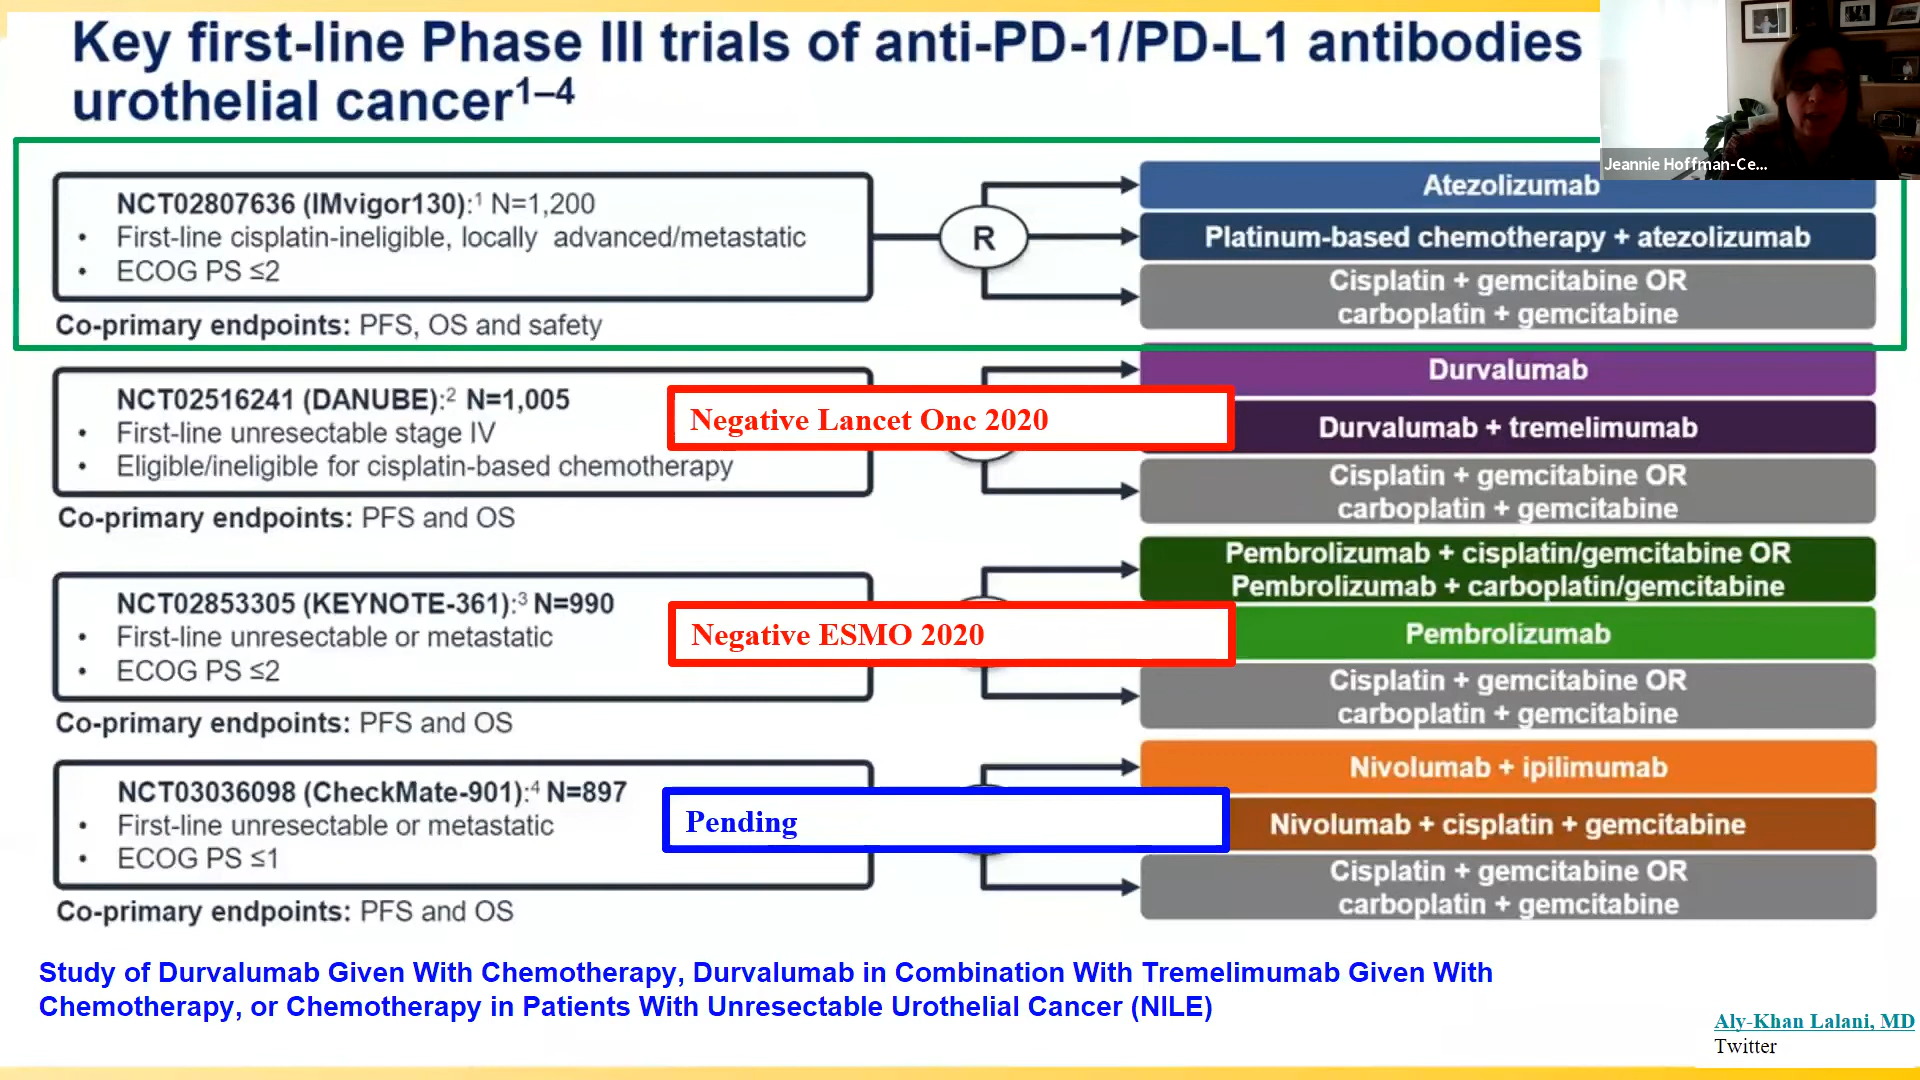 Key first-line Phase III trials of anti-PD-1/PD-L1 antibodies
urothelial cancer¹⁻⁴
Jeannie Hoffman-Ce...
NCT02807636 (IMvigor130):¹ N=1,200
• First-line cisplatin-ineligible, locally advanced/metastatic
• ECOG PS ≤2
Co-primary endpoints: PFS, OS and safety
R
Atezolizumab
Platinum-based chemotherapy + atezolizumab
Cisplatin + gemcitabine OR
carboplatin + gemcitabine
NCT02516241 (DANUBE):² N=1,005
• First-line unresectable stage IV
• Eligible/ineligible for cisplatin-based chemotherapy
Co-primary endpoints: PFS and OS
Negative Lancet Onc 2020
Durvalumab
Durvalumab + tremelimumab
Cisplatin + gemcitabine OR
carboplatin + gemcitabine
NCT02853305 (KEYNOTE-361):³ N=990
• First-line unresectable or metastatic
• ECOG PS ≤2
Co-primary endpoints: PFS and OS
Negative ESMO 2020
Pembrolizumab + cisplatin/gemcitabine OR
Pembrolizumab + carboplatin/gemcitabine
Pembrolizumab
Cisplatin + gemcitabine OR
carboplatin + gemcitabine
NCT03036098 (CheckMate-901):⁴ N=897
• First-line unresectable or metastatic
• ECOG PS ≤1
Co-primary endpoints: PFS and OS
Pending
Nivolumab + ipilimumab
Nivolumab + cisplatin + gemcitabine
Cisplatin + gemcitabine OR
carboplatin + gemcitabine
Study of Durvalumab Given With Chemotherapy, Durvalumab in Combination With Tremelimumab Given With
Chemotherapy, or Chemotherapy in Patients With Unresectable Urothelial Cancer (NILE)
Aly-Khan Lalani, MD
Twitter